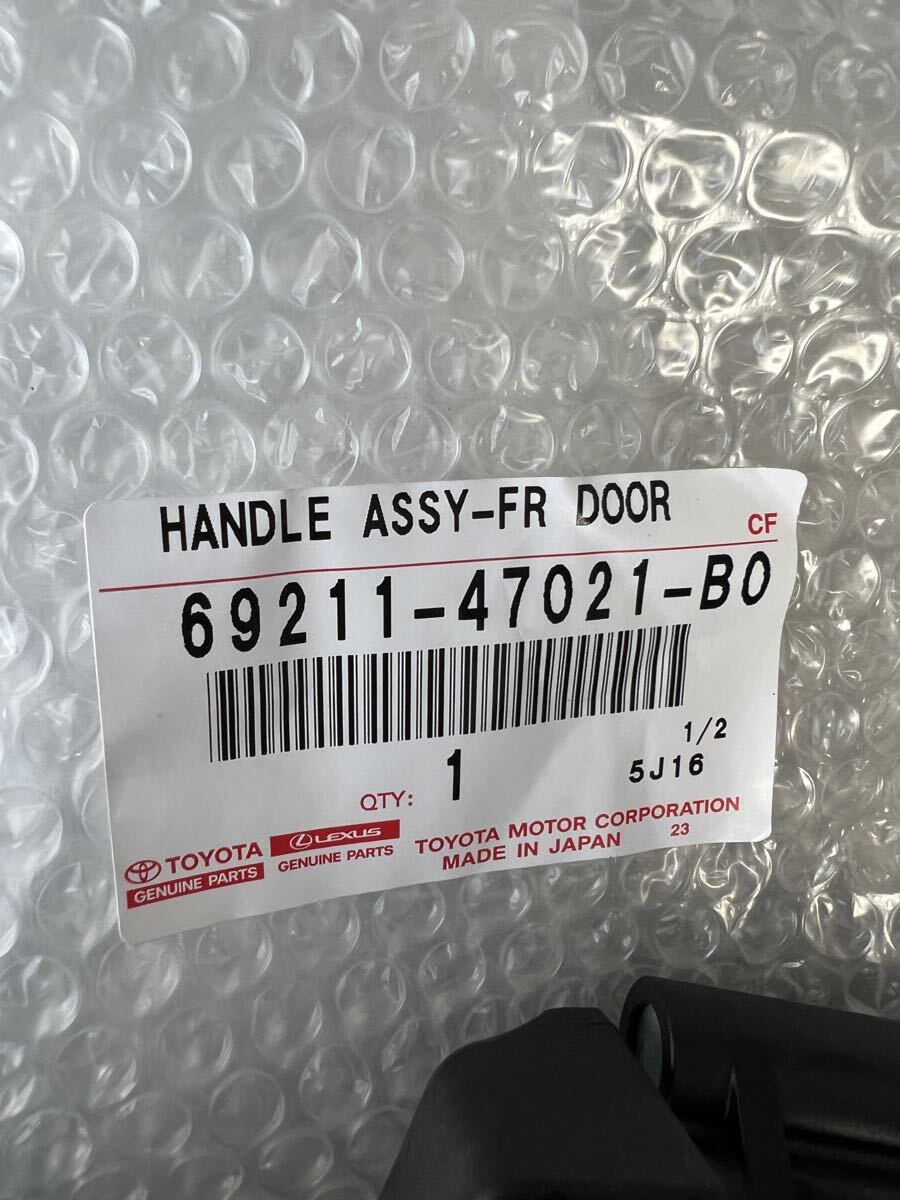 HANDLE ASSY-FR DOOR
CF
69211-47021-B0
1/2
QTY: 1
5J16
TOYOTA
GENUINE PARTS
LEXUS
GENUINE PARTS
TOYOTA MOTOR CORPORATION
MADE IN JAPAN 23